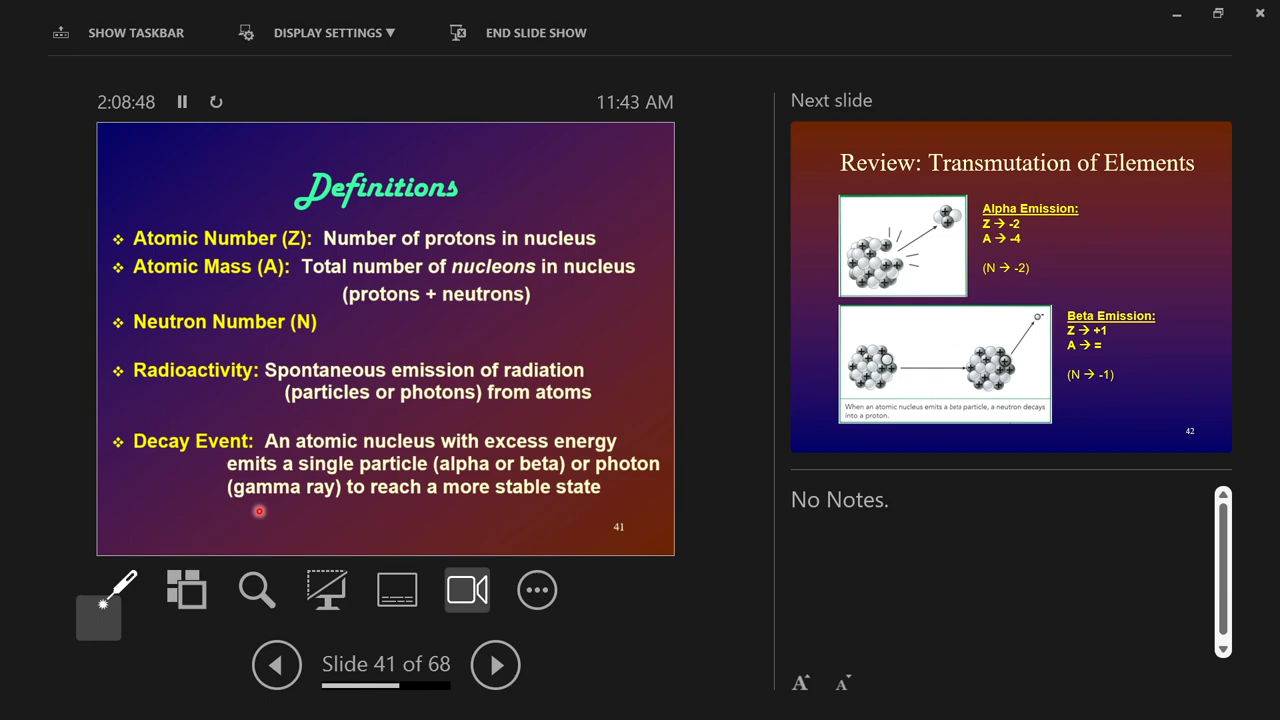 SHOW TASKBAR
DISPLAY SETTINGS ▼
END SLIDE SHOW
2:08:48
11:43 AM
Definitions
❖ Atomic Number (Z): Number of protons in nucleus
❖ Atomic Mass (A): Total number of nucleons in nucleus
(protons + neutrons)
❖ Neutron Number (N)
❖ Radioactivity: Spontaneous emission of radiation
(particles or photons) from atoms
❖ Decay Event: An atomic nucleus with excess energy
emits a single particle (alpha or beta) or photon
(gamma ray) to reach a more stable state
41
Slide 41 of 68
Next slide
Review: Transmutation of Elements
Alpha Emission:
Z → -2
A → -4
(N → -2)
Beta Emission:
Z → +1
A → =
(N → -1)
When an atomic nucleus emits a beta particle, a neutron decays
into a proton.
42
No Notes.
A A